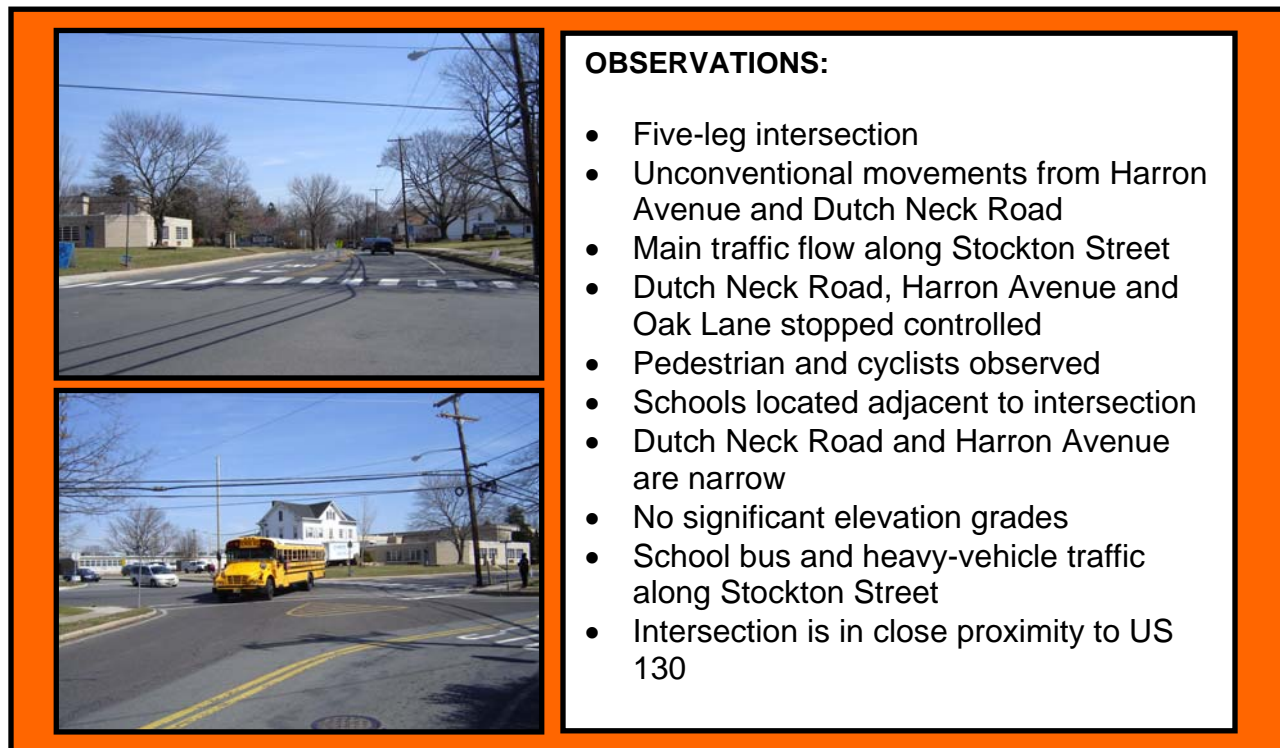 OBSERVATIONS:
• Five-leg intersection
• Unconventional movements from Harron
Avenue and Dutch Neck Road
• Main traffic flow along Stockton Street
• Dutch Neck Road, Harron Avenue and
Oak Lane stopped controlled
• Pedestrian and cyclists observed
• Schools located adjacent to intersection
• Dutch Neck Road and Harron Avenue
are narrow
• No significant elevation grades
• School bus and heavy-vehicle traffic
along Stockton Street
• Intersection is in close proximity to US
130